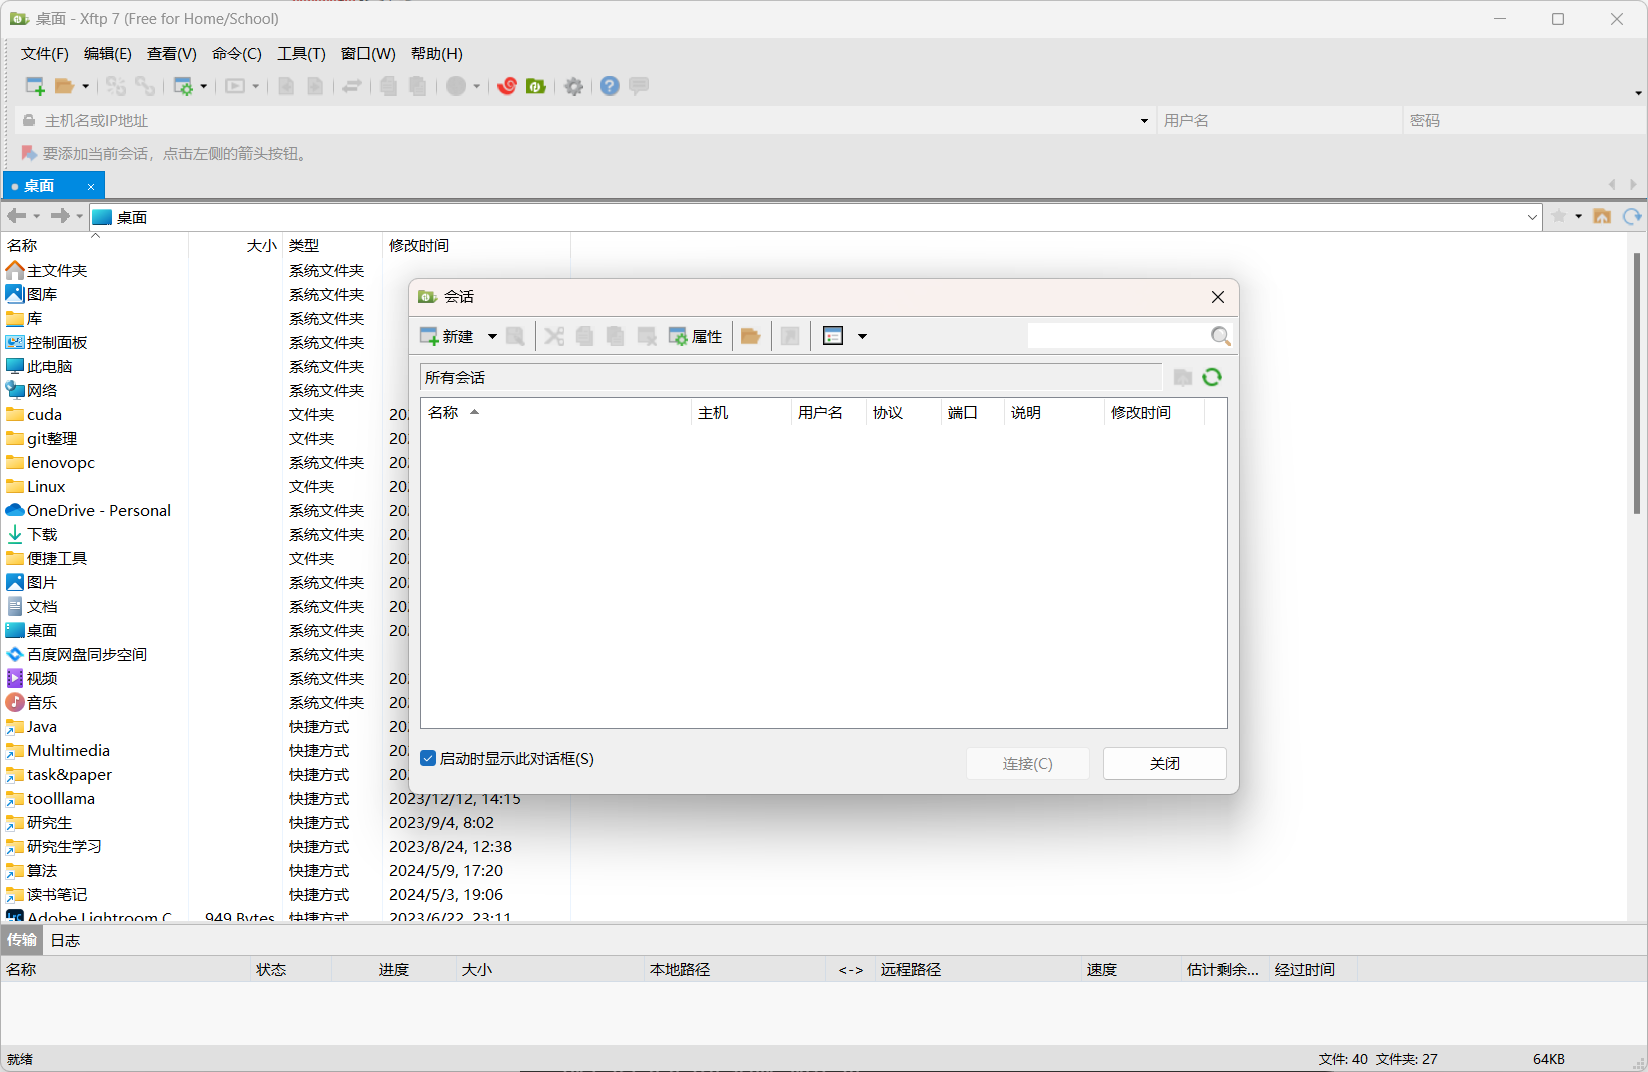 桌面 - Xftp 7 (Free for Home/School)
文件(F) 编辑(E) 查看(V) 命令(C) 工具(T) 窗口(W) 帮助(H)
主机名或IP地址 用户名 密码
要添加当前会话，点击左侧的箭头按钮。
桌面
桌面
名称 大小 类型 修改时间
主文件夹 系统文件夹
图库 系统文件夹
库 系统文件夹
控制面板 系统文件夹
此电脑 系统文件夹
网络 系统文件夹
cuda 文件夹 20
git整理 文件夹 20
lenovopc 系统文件夹 20
Linux 文件夹 20
OneDrive - Personal 系统文件夹 20
下载 系统文件夹 20
便捷工具 文件夹 20
图片 系统文件夹 20
文档 系统文件夹 20
桌面 系统文件夹 20
百度网盘同步空间 系统文件夹
视频 系统文件夹 20
音乐 系统文件夹 20
Java 快捷方式 20
Multimedia 快捷方式 20
task&paper 快捷方式 20
toolllama 快捷方式 2023/12/12, 14:15
研究生 快捷方式 2023/9/4, 8:02
研究生学习 快捷方式 2023/8/24, 12:38
算法 快捷方式 2024/5/9, 17:20
读书笔记 快捷方式 2024/5/3, 19:06
Adobe Lightroom C 949 Bytes 快捷方式 2023/6/22, 23:11
会话
新建 属性
所有会话
名称 主机 用户名 协议 端口 说明 修改时间
启动时显示此对话框(S) 连接(C) 关闭
传输 日志
名称 状态 进度 大小 本地路径 <-> 远程路径 速度 估计剩余... 经过时间
就绪 文件: 40 文件夹: 27 64KB